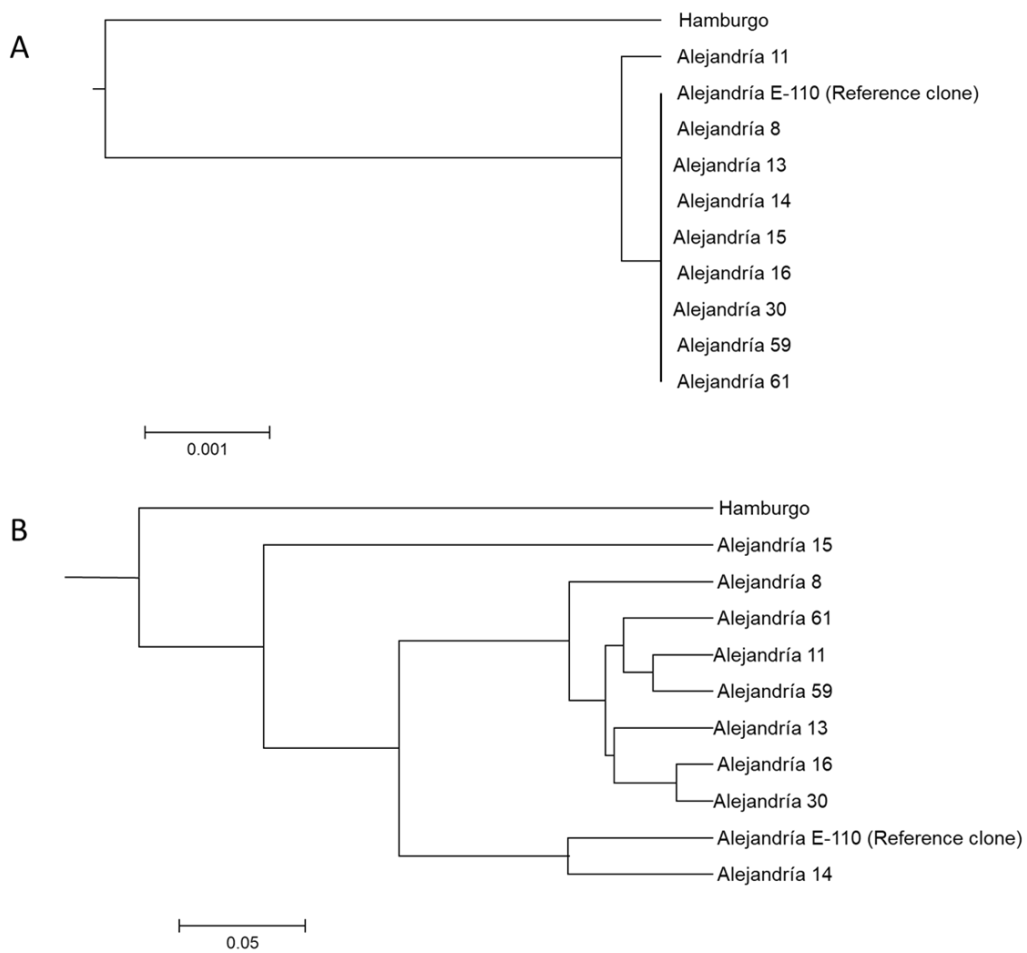 A
Hamburgo
Alejandría 11
Alejandría E-110 (Reference clone)
Alejandría 8
Alejandría 13
Alejandría 14
Alejandría 15
Alejandría 16
Alejandría 30
Alejandría 59
Alejandría 61
0.001
B
Hamburgo
Alejandría 15
Alejandría 8
Alejandría 61
Alejandría 11
Alejandría 59
Alejandría 13
Alejandría 16
Alejandría 30
Alejandría E-110 (Reference clone)
Alejandría 14
0.05